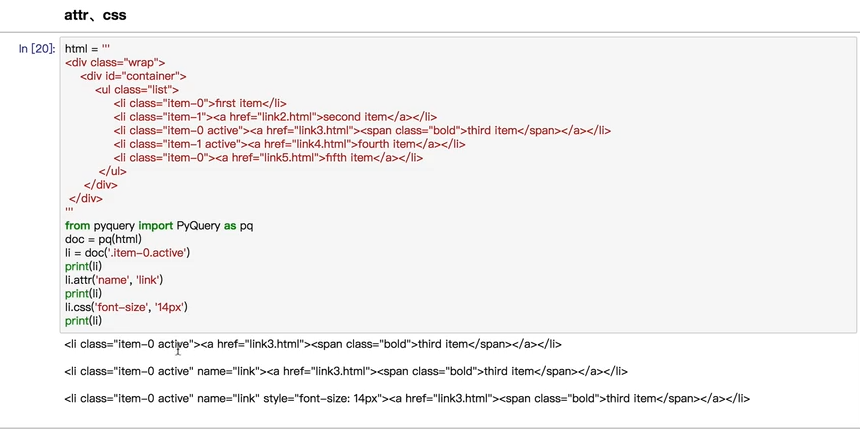 attr、css
In [20]:
html = '''
<div class="wrap">
<div id="container">
<ul class="list">
<li class="item-0">first item</li>
<li class="item-1"><a href="link2.html">second item</a></li>
<li class="item-0 active"><a href="link3.html"><span class="bold">third item</span></a></li>
<li class="item-1 active"><a href="link4.html">fourth item</a></li>
<li class="item-0"><a href="link5.html">fifth item</a></li>
</ul>
</div>
</div>
'''
from pyquery import PyQuery as pq
doc = pq(html)
li = doc('.item-0.active')
print(li)
li.attr('name', 'link')
print(li)
li.css('font-size', '14px')
print(li)
<li class="item-0 active"><a href="link3.html"><span class="bold">third item</span></a></li>
<li class="item-0 active" name="link"><a href="link3.html"><span class="bold">third item</span></a></li>
<li class="item-0 active" name="link" style="font-size: 14px"><a href="link3.html"><span class="bold">third item</span></a></li>